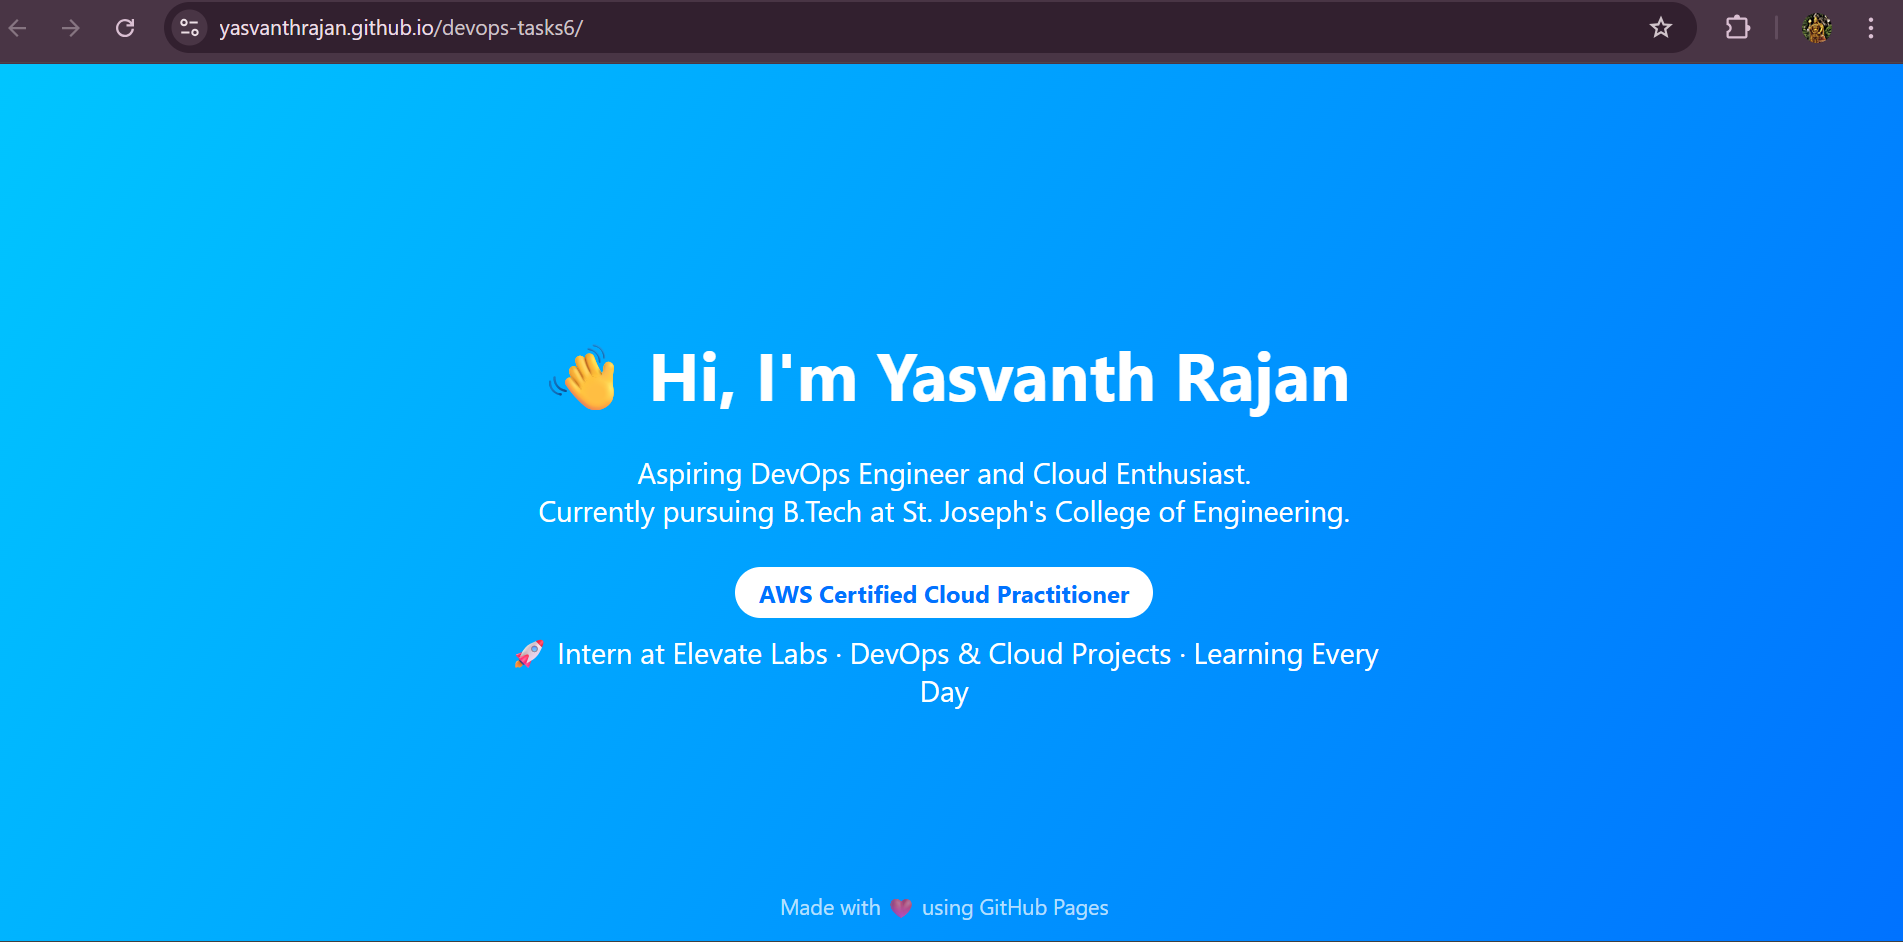 yasvanthrajan.github.io/devops-tasks6/
👋 Hi, I'm Yasvanth Rajan
Aspiring DevOps Engineer and Cloud Enthusiast.
Currently pursuing B.Tech at St. Joseph's College of Engineering.
AWS Certified Cloud Practitioner
🚀 Intern at Elevate Labs · DevOps & Cloud Projects · Learning Every
Day
Made with 💗 using GitHub Pages